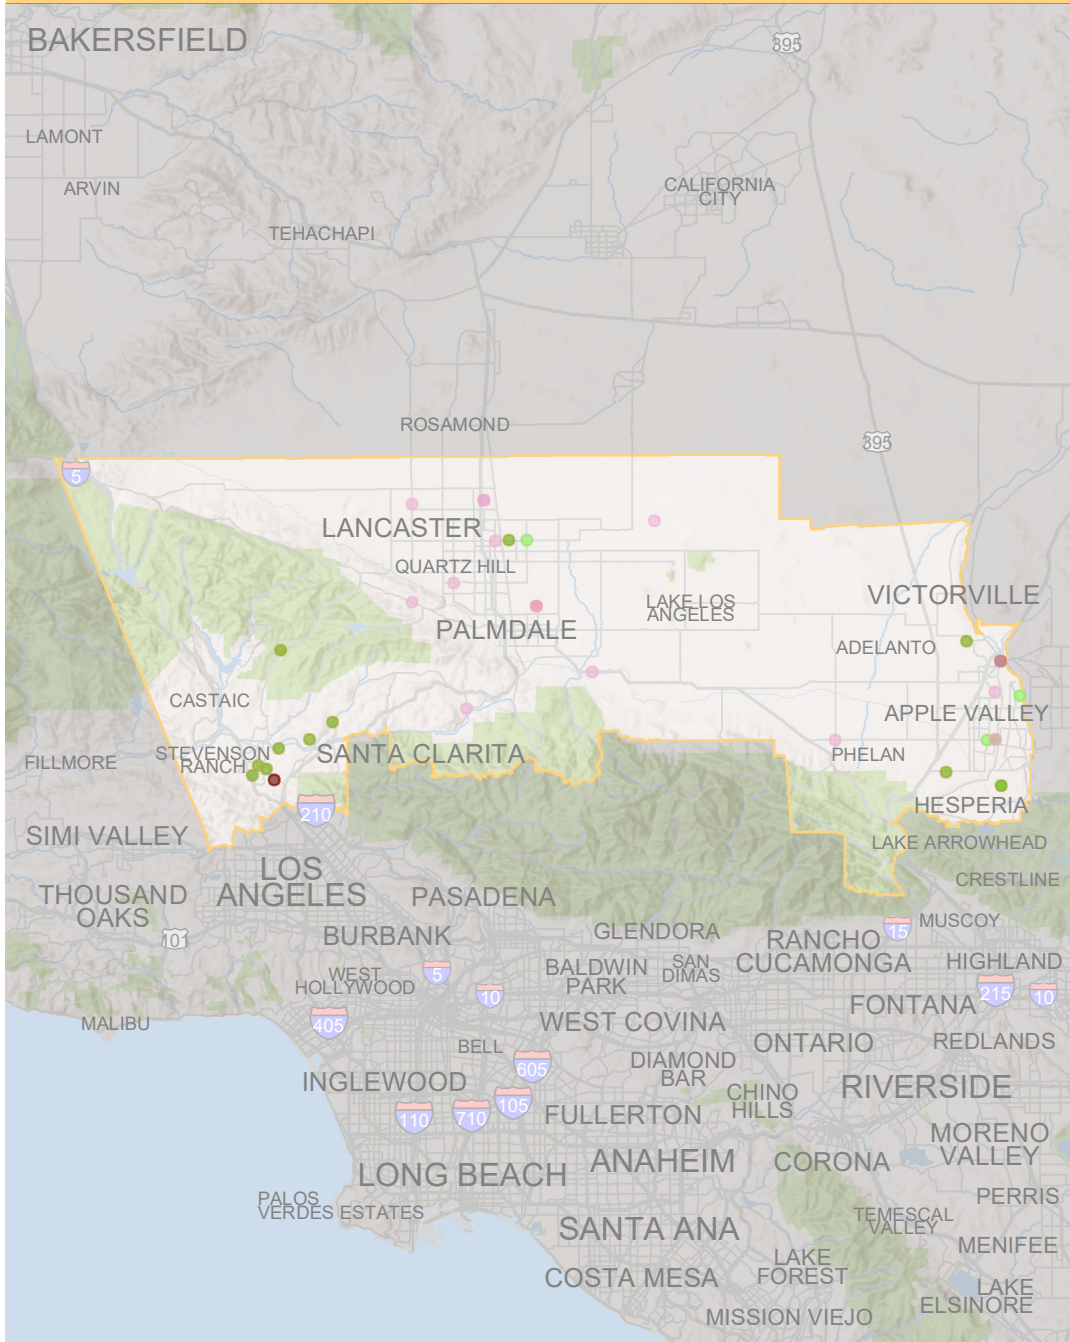 BAKERSFIELD
395
LAMONT
ARVIN
CALIFORNIA
CITY
TEHACHAPI
ROSAMOND
395
5
LANCASTER
QUARTZ HILL
LAKE LOS
ANGELES
VICTORVILLE
PALMDALE
ADELANTO
CASTAIC
APPLE VALLEY
STEVENSON
RANCH
SANTA CLARITA
PHELAN
FILLMORE
HESPERIA
210
SIMI VALLEY
LAKE ARROWHEAD
LOS
ANGELES
CRESTLINE
THOUSAND
OAKS
PASADENA
MUSCOY
15
GLENDORA
BURBANK
101
RANCHO
CUCAMONGA
HIGHLAND
SAN
DIMAS
BALDWIN
PARK
WEST
HOLLYWOOD
5
10
215
10
FONTANA
MALIBU
405
WEST COVINA
REDLANDS
ONTARIO
BELL
DIAMOND
BAR
605
INGLEWOOD
RIVERSIDE
CHINO
HILLS
105
110
710
FULLERTON
MORENO
VALLEY
ANAHEIM
CORONA
LONG BEACH
PERRIS
PALOS
VERDES ESTATES
TEMESCAL
VALLEY
SANTA ANA
MENIFEE
LAKE
FOREST
COSTA MESA
LAKE
ELSINORE
MISSION VIEJO